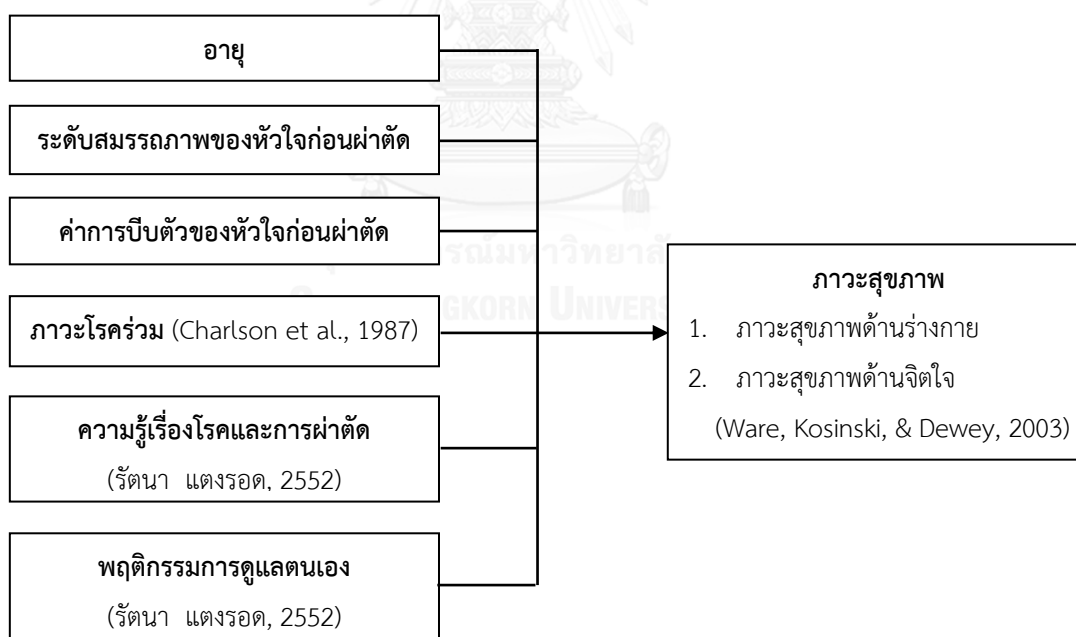 อายุ
ระดับสมรรถภาพของหัวใจก่อนผ่าตัด
ค่าการบีบตัวของหัวใจก่อนผ่าตัด
ภาวะโรคร่วม (Charlson et al., 1987)
ความรู้เรื่องโรคและการผ่าตัด
(รัตนา แตงรอด, 2552)
พฤติกรรมการดูแลตนเอง
(รัตนา แตงรอด, 2552)
ภาวะสุขภาพ
1. ภาวะสุขภาพด้านร่างกาย
2. ภาวะสุขภาพด้านจิตใจ
(Ware, Kosinski, & Dewey, 2003)